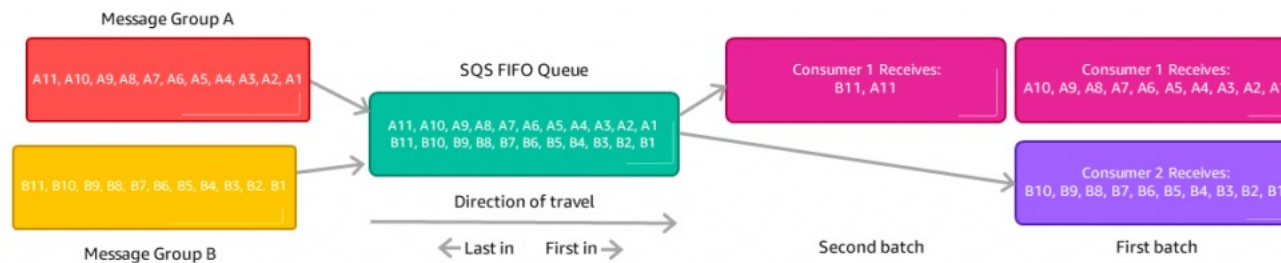 Message Group A
A11, A10, A9, A8, A7, A6, A5, A4, A3, A2, A1
B11, B10, B9, B8, B7, B6, B5, B4, B3, B2. B1
Message Group B
SQS FIFO Queue
A11, A10, A9, A8, A7, A6, A5, A4, A3, A2, A1
B11, B10, B9, B8, B7, B6, B5, B4, B3, B2, B1
Direction of travel
Last in First in
Consumer 1 Receives:
B11, A11
Second batch
Consumer 1 Receives:
A10, A9, A8, A7, A6, A5, A4, A3, A2, A1
Consumer 2 Receives:
B10, B9, B8, B7, B6, B5, B4, B3, B2, B1
First batch